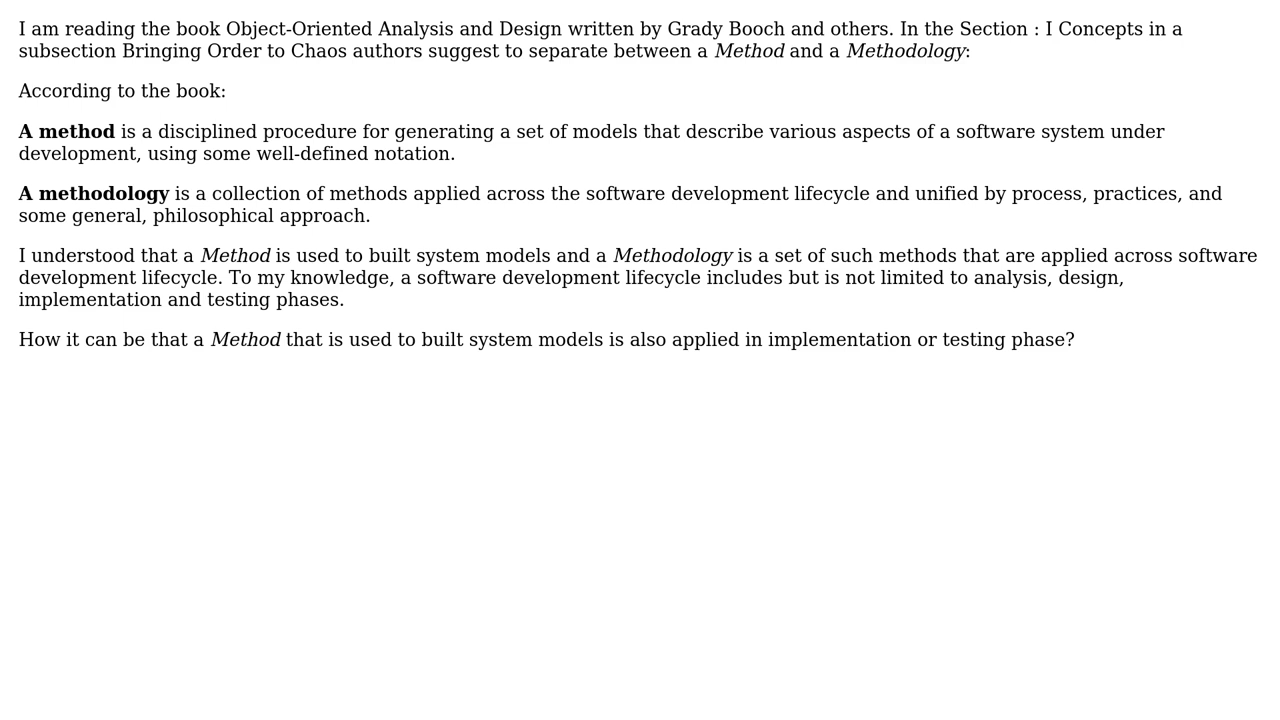 I am reading the book Object-Oriented Analysis and Design written by Grady Booch and others. In the Section : I Concepts in a
subsection Bringing Order to Chaos authors suggest to separate between a Method and a Methodology:
According to the book:
A method is a disciplined procedure for generating a set of models that describe various aspects of a software system under
development, using some well-defined notation.
A methodology is a collection of methods applied across the software development lifecycle and unified by process, practices, and
some general, philosophical approach.
I understood that a Method is used to built system models and a Methodology is a set of such methods that are applied across software
development lifecycle. To my knowledge, a software development lifecycle includes but is not limited to analysis, design,
implementation and testing phases.
How it can be that a Method that is used to built system models is also applied in implementation or testing phase?